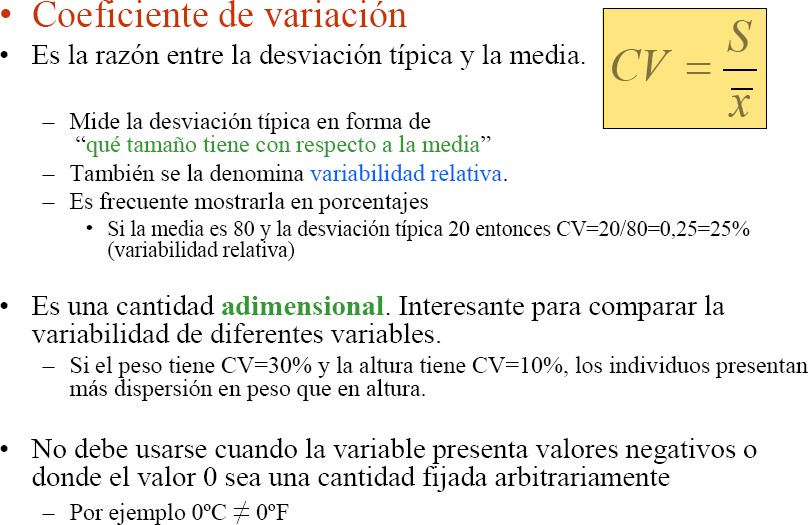 • Coeficiente de variación
• Es la razón entre la desviación típica y la media.
CV = S / x̅
– Mide la desviación típica en forma de
“qué tamaño tiene con respecto a la media”
– También se la denomina variabilidad relativa.
– Es frecuente mostrarla en porcentajes
• Si la media es 80 y la desviación típica 20 entonces CV=20/80=0,25=25%
(variabilidad relativa)
• Es una cantidad adimensional. Interesante para comparar la
variabilidad de diferentes variables.
– Si el peso tiene CV=30% y la altura tiene CV=10%, los individuos presentan
más dispersión en peso que en altura.
• No debe usarse cuando la variable presenta valores negativos o
donde el valor 0 sea una cantidad fijada arbitrariamente
– Por ejemplo 0ºC ≠ 0ºF